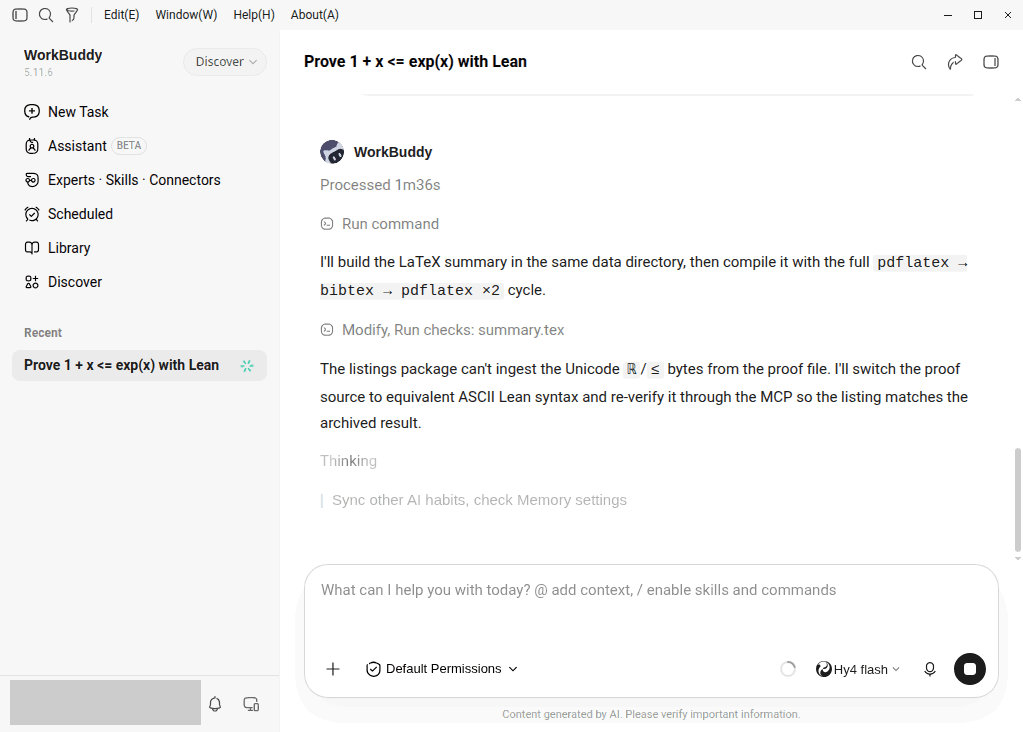 Edit(E) Window(W) Help(H) About(A)
WorkBuddy
5.11.6
Discover
New Task
Assistant BETA
Experts · Skills · Connectors
Scheduled
Library
Discover
Recent
Prove 1 + x <= exp(x) with Lean
Prove 1 + x <= exp(x) with Lean
WorkBuddy
Processed 1m36s
Run command
I'll build the LaTeX summary in the same data directory, then compile it with the full pdflatex →
bibtex → pdflatex ×2 cycle.
Modify, Run checks: summary.tex
The listings package can't ingest the Unicode ℝ / ≤ bytes from the proof file. I'll switch the proof
source to equivalent ASCII Lean syntax and re-verify it through the MCP so the listing matches the
archived result.
Thinking
Sync other AI habits, check Memory settings
What can I help you with today? @ add context, / enable skills and commands
Default Permissions
Hy4 flash
Content generated by AI. Please verify important information.